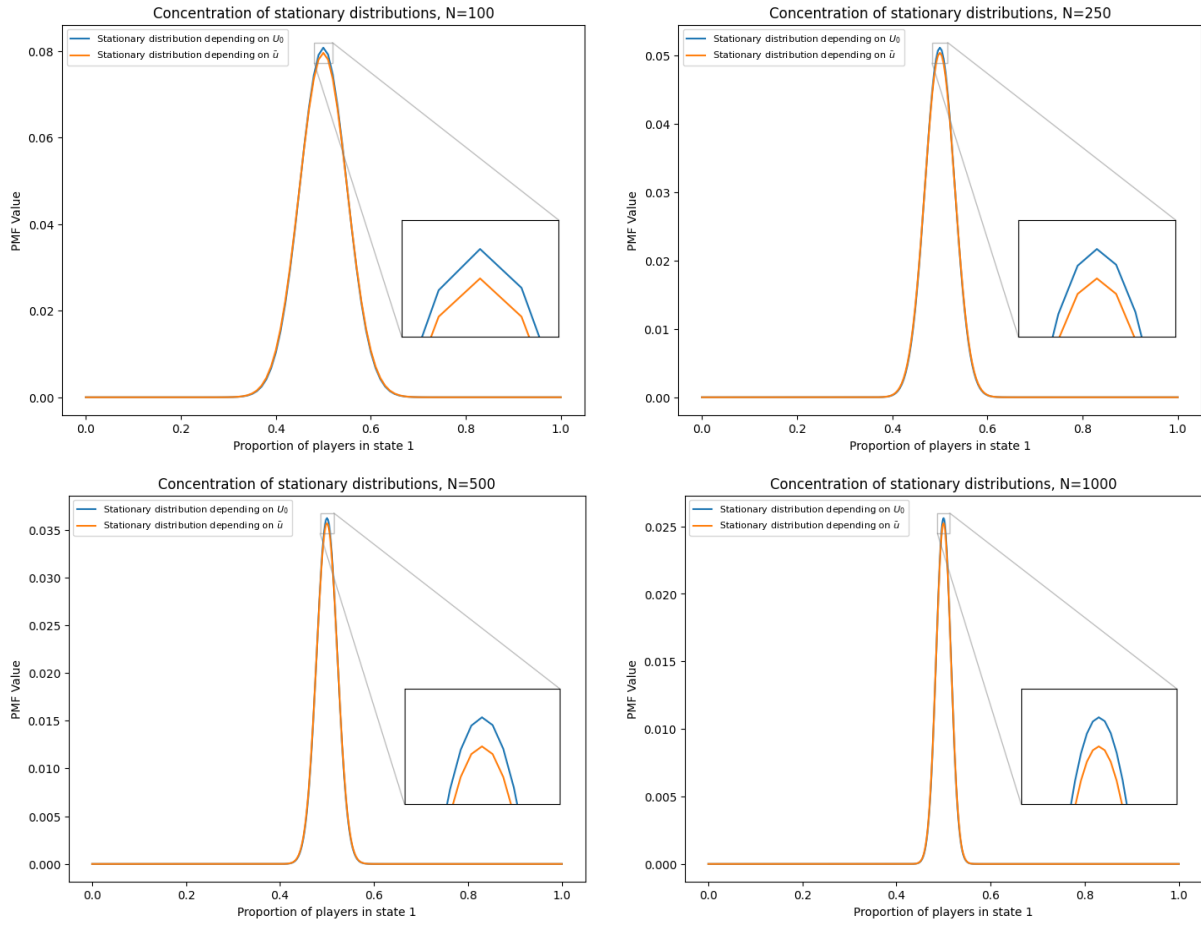 Concentration of stationary distributions, N=100
Stationary distribution depending on U₀
Stationary distribution depending on ū
PMF Value
0.08
0.06
0.04
0.02
0.00
0.0 0.2 0.4 0.6 0.8 1.0
Proportion of players in state 1
Concentration of stationary distributions, N=250
Stationary distribution depending on U₀
Stationary distribution depending on ū
PMF Value
0.05
0.04
0.03
0.02
0.01
0.00
0.0 0.2 0.4 0.6 0.8 1.0
Proportion of players in state 1
Concentration of stationary distributions, N=500
Stationary distribution depending on U₀
Stationary distribution depending on ū
PMF Value
0.035
0.030
0.025
0.020
0.015
0.010
0.005
0.000
0.0 0.2 0.4 0.6 0.8 1.0
Proportion of players in state 1
Concentration of stationary distributions, N=1000
Stationary distribution depending on U₀
Stationary distribution depending on ū
PMF Value
0.025
0.020
0.015
0.010
0.005
0.000
0.0 0.2 0.4 0.6 0.8 1.0
Proportion of players in state 1